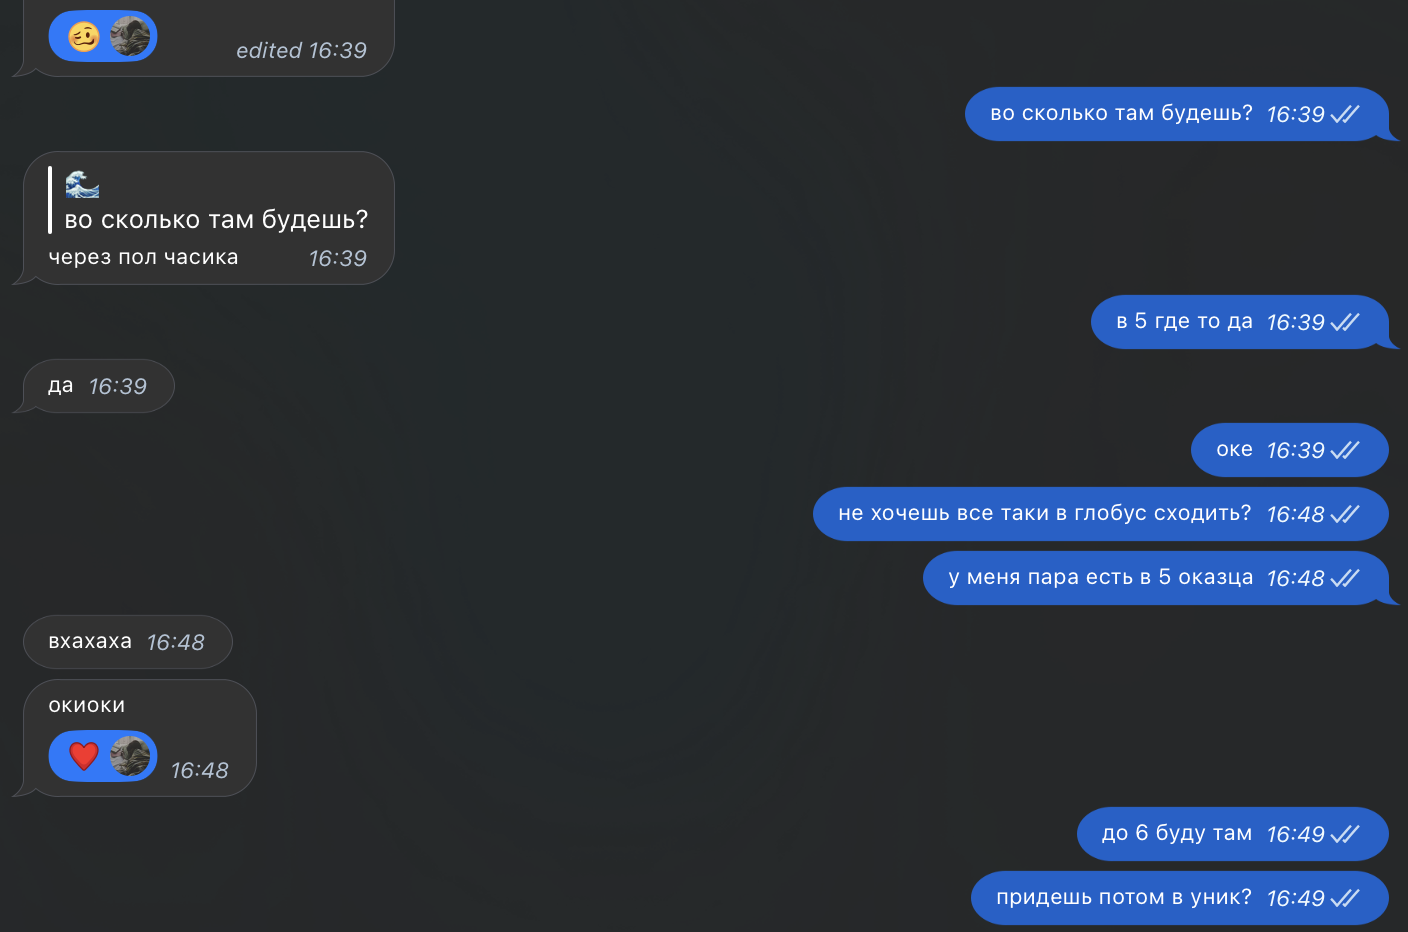 edited 16:39
во сколько там будешь? 16:39
🌊
во сколько там будешь?
через пол часика 16:39
в 5 где то да 16:39
да 16:39
оке 16:39
не хочешь все таки в глобус сходить? 16:48
у меня пара есть в 5 оказца 16:48
вхахаха 16:48
окиоки
16:48
до 6 буду там 16:49
придешь потом в уник? 16:49